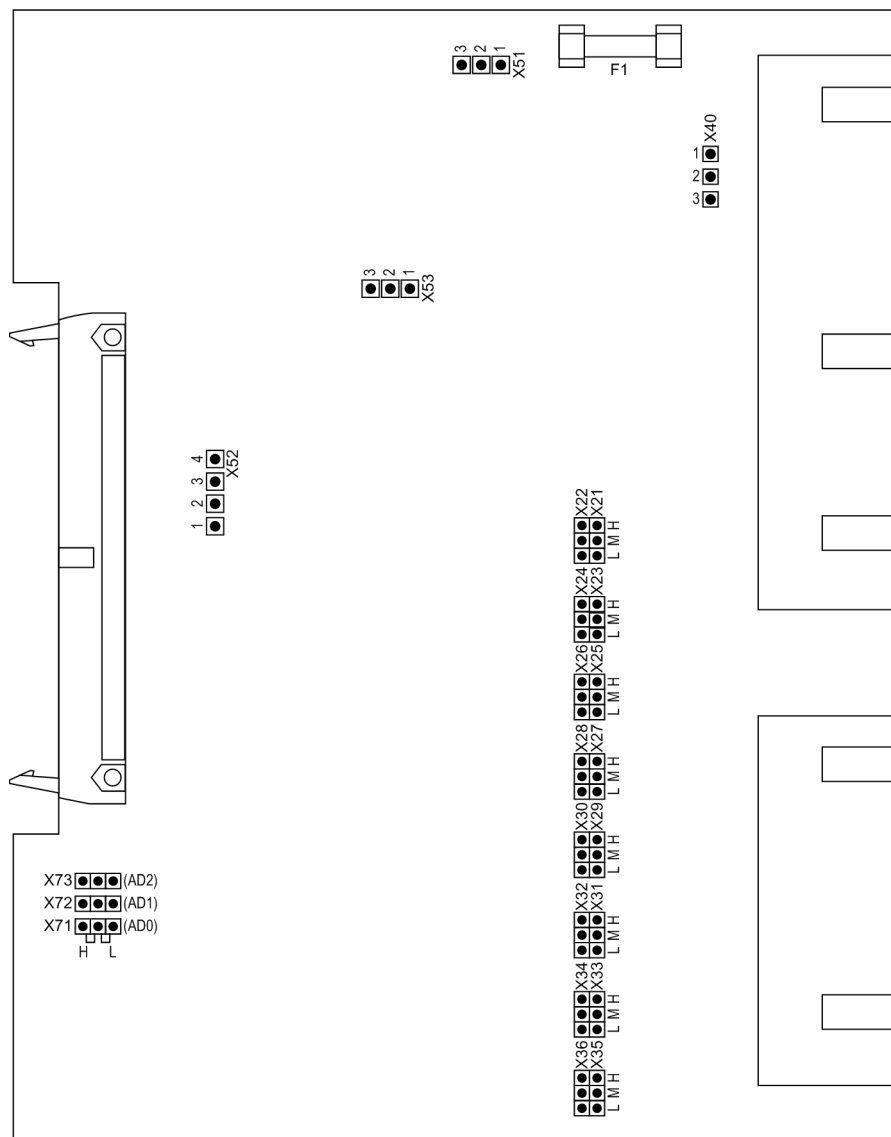 3 2 1
X51
F1
X40
1
2
3
3 2 1
X53
4
3
2
1
X52
X22 X21
L M H
X24 X23
L M H
X26 X25
L M H
X28 X27
L M H
X30 X29
L M H
X32 X31
L M H
X34 X33
L M H
X36 X35
L M H
X73 (AD2)
X72 (AD1)
X71 (AD0)
H L